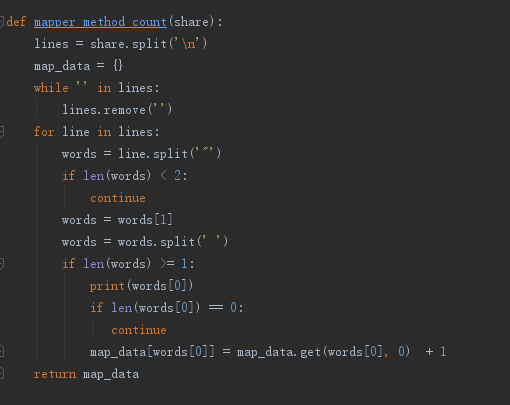 def mapper_method_count(share):
    lines = share.split('\n')
    map_data = {}
    while '' in lines:
        lines.remove('')
    for line in lines:
        words = line.split('"')
        if len(words) < 2:
            continue
        words = words[1]
        words = words.split(' ')
        if len(words) >= 1:
            print(words[0])
            if len(words[0]) == 0:
                continue
            map_data[words[0]] = map_data.get(words[0], 0)  + 1
    return map_data